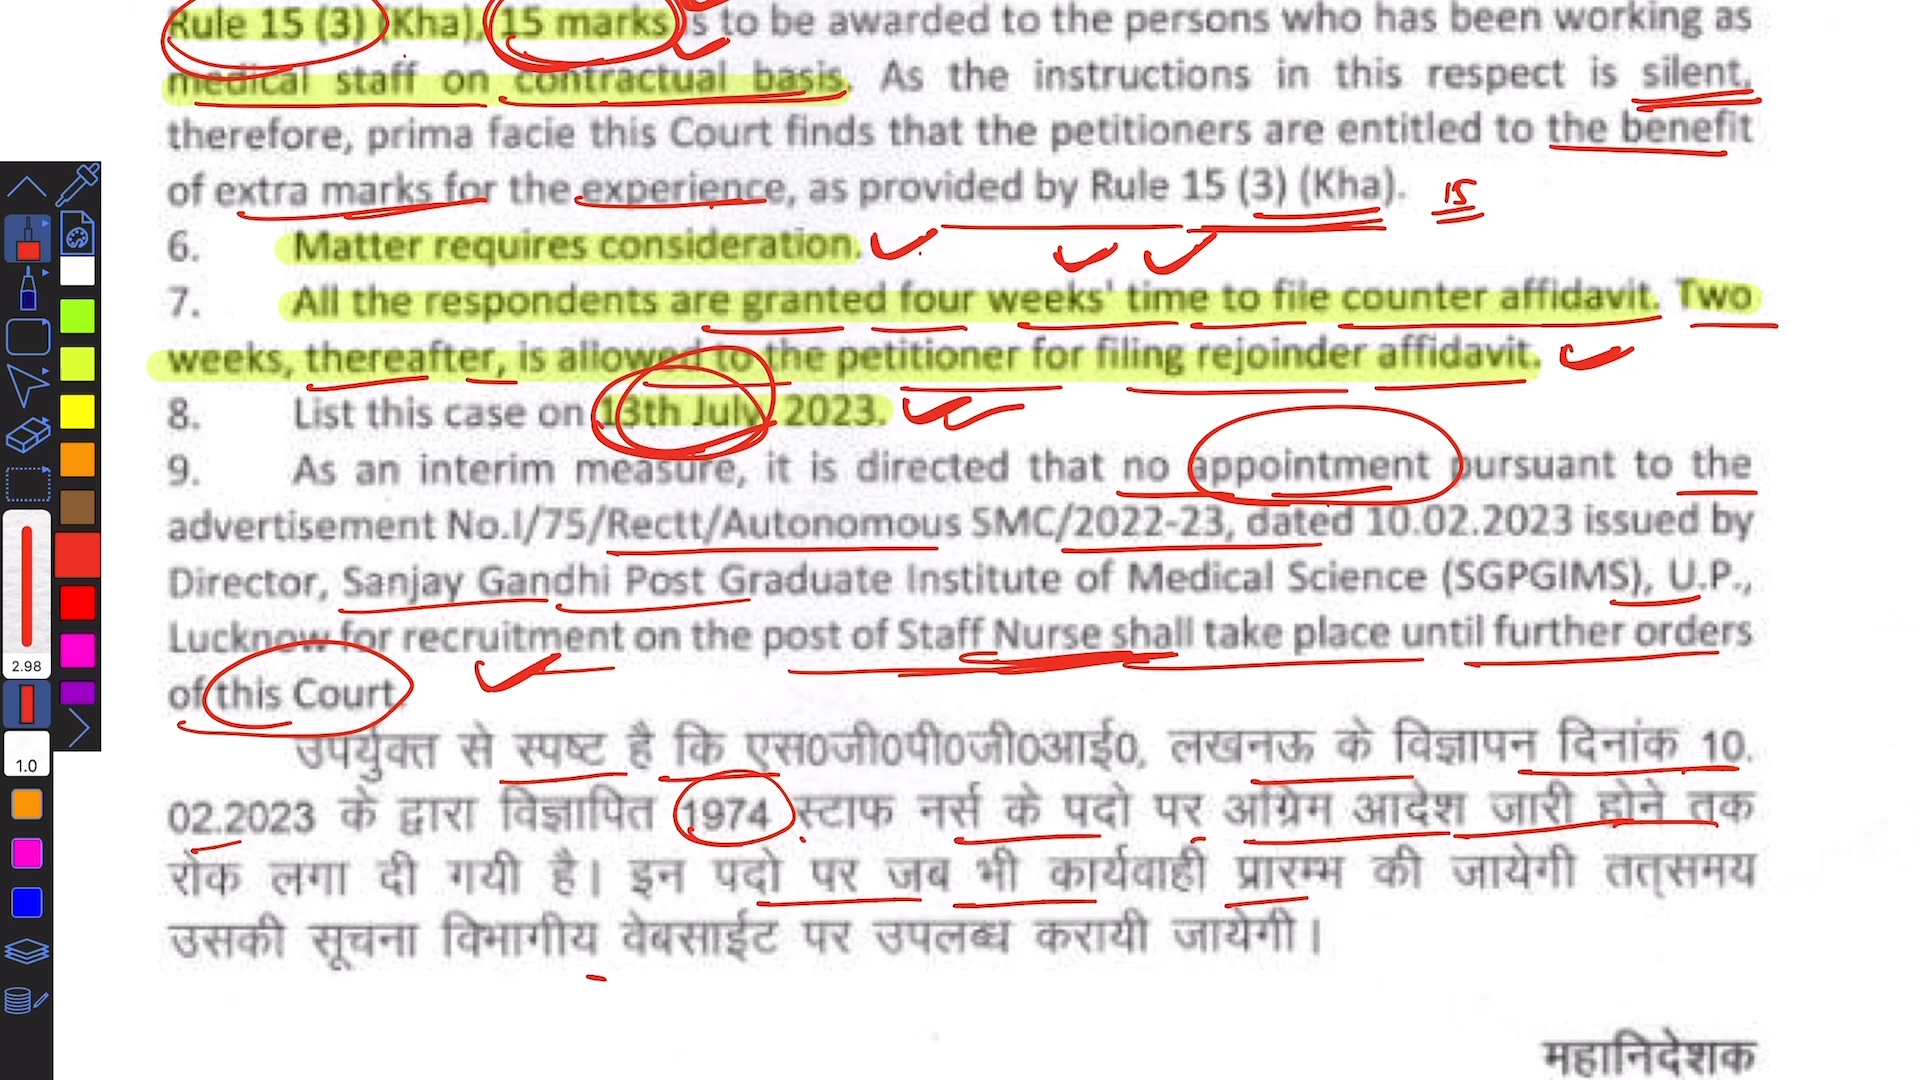 Rule 15 (3) (Kha), 15 marks is to be awarded to the persons who has been working as
medical staff on contractual basis. As the instructions in this respect is silent,
therefore, prima facie this Court finds that the petitioners are entitled to the benefit
of extra marks for the experience, as provided by Rule 15 (3) (Kha). 15
6. Matter requires consideration.
7. All the respondents are granted four weeks' time to file counter affidavit. Two
weeks, thereafter, is allowed to the petitioner for filing rejoinder affidavit.
8. List this case on 13th July, 2023.
9. As an interim measure, it is directed that no appointment pursuant to the
advertisement No.I/75/Rectt/Autonomous SMC/2022-23, dated 10.02.2023 issued by
Director, Sanjay Gandhi Post Graduate Institute of Medical Science (SGPGIMS), U.P.,
Lucknow for recruitment on the post of Staff Nurse shall take place until further orders
of this Court.
उपर्युक्त से स्पष्ट है कि एस0जी0पी0जी0आई0, लखनऊ के विज्ञापन दिनांक 10.
02.2023 के द्वारा विज्ञापित 1974 स्टाफ नर्स के पदो पर अग्रिम आदेश जारी होने तक
रोक लगा दी गयी है। इन पदो पर जब भी कार्यवाही प्रारम्भ की जायेगी तत्समय
उसकी सूचना विभागीय वेबसाईट पर उपलब्ध करायी जायेगी।
महानिदेशक
2.98
1.0